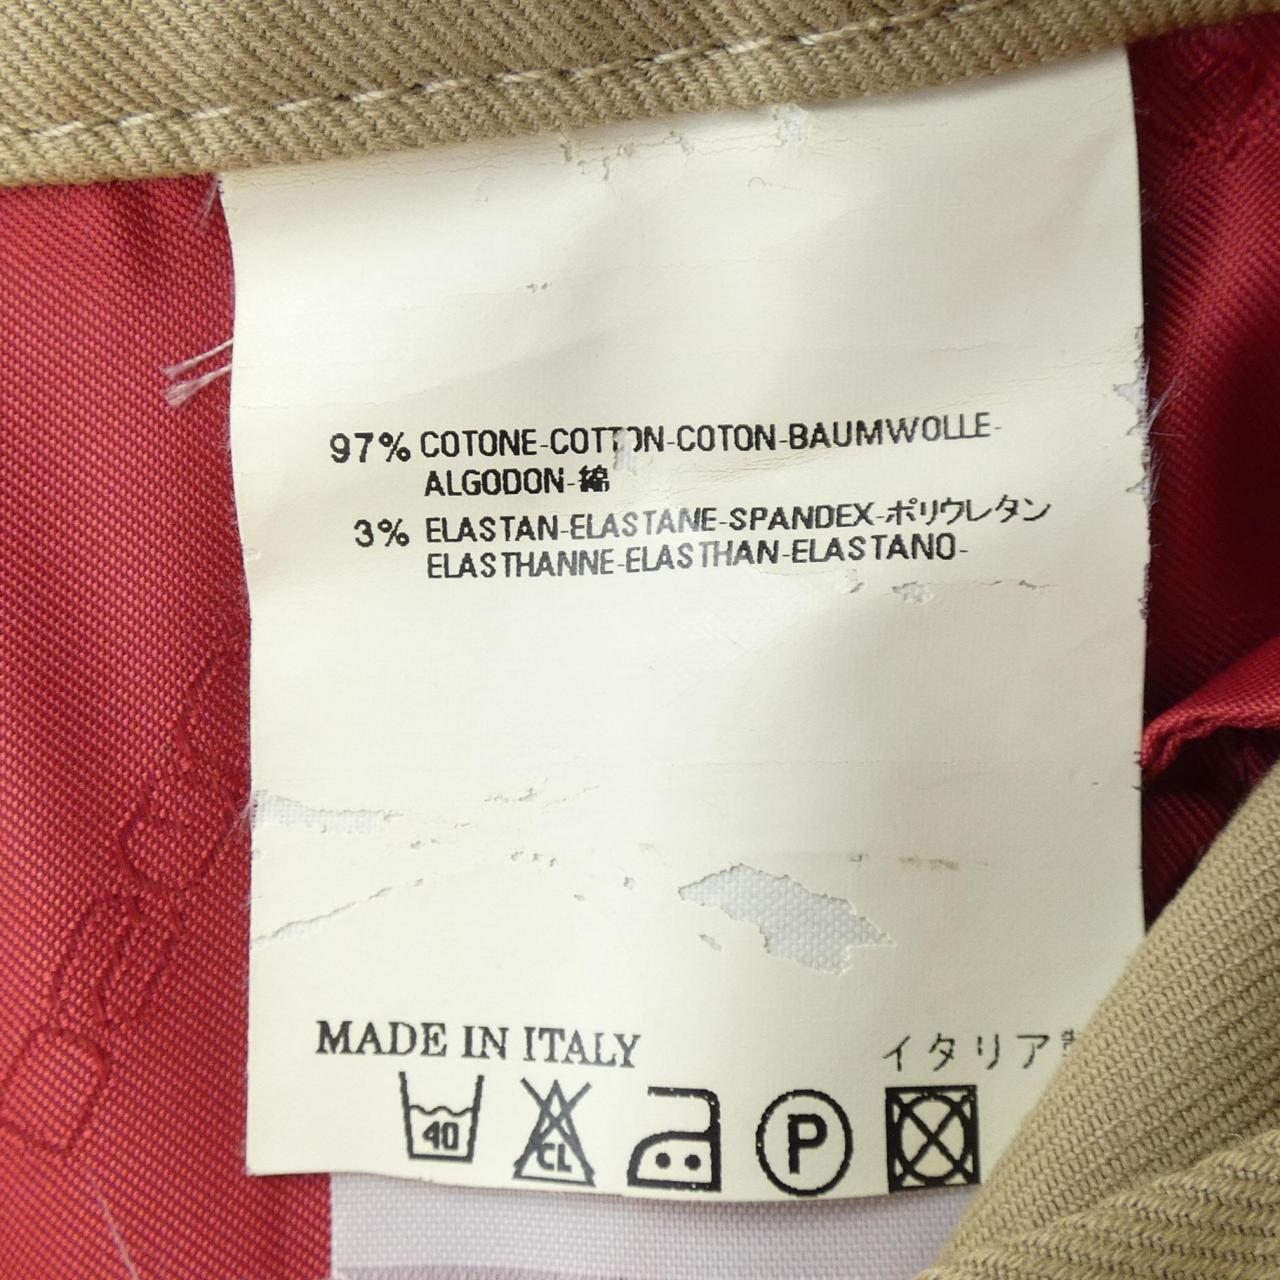 97% COTONE-COTTON-COTON-BAUMWOLLE-
ALGODON-綿
3% ELASTAN-ELASTANE-SPANDEX-ポリウレタン
ELASTHANNE-ELASTHAN-ELASTANO-
MADE IN ITALY
イタリア製
40
CL
P